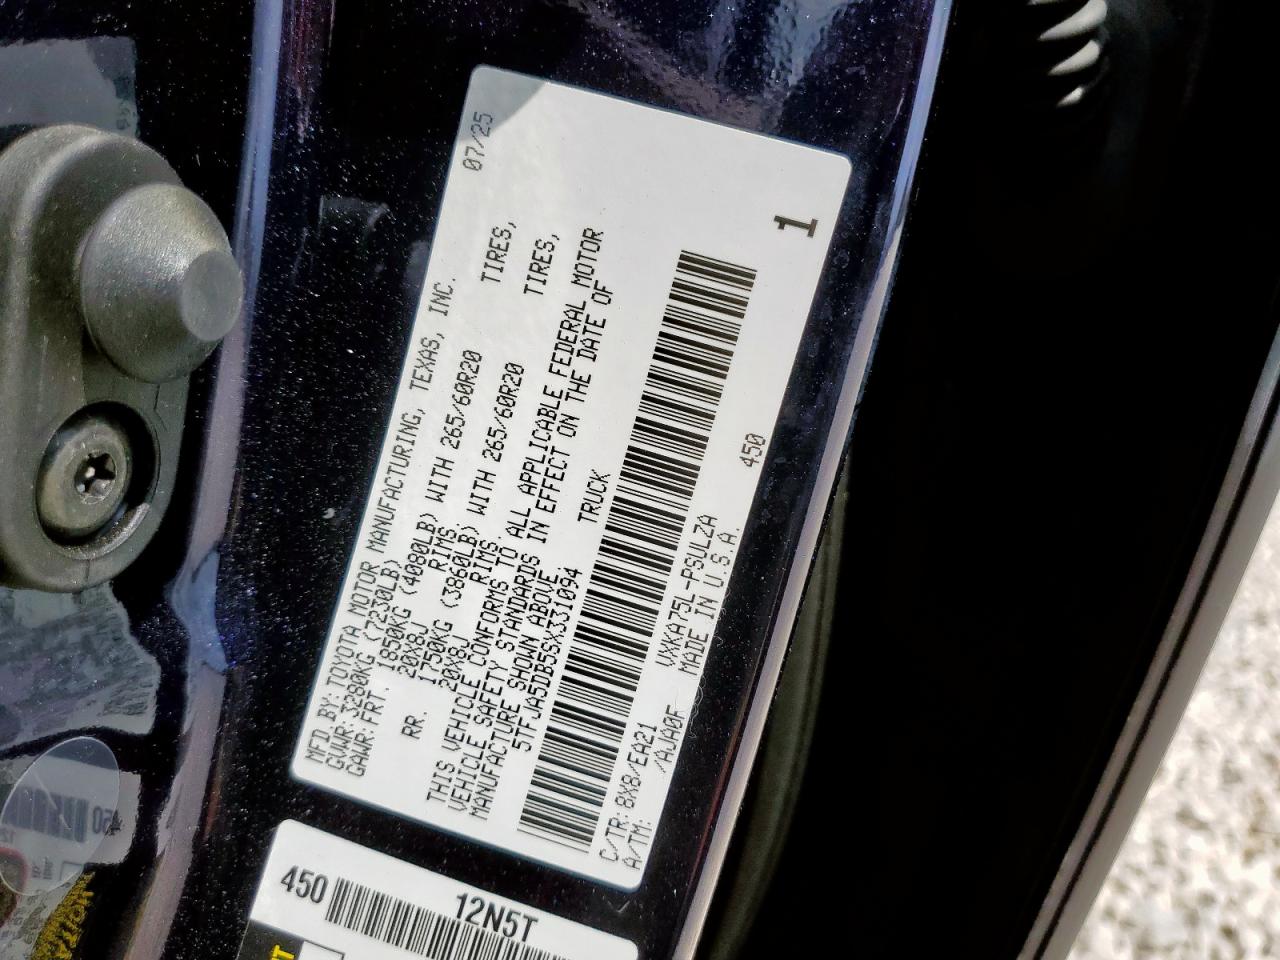 MFD. BY: TOYOTA MOTOR MANUFACTURING, TEXAS, INC. 07/25
GVWR: 3280KG (7230LB)
GAWR: FRT. 1850KG (4080LB) WITH 265/60R20 TIRES,
20X8J RIMS,
RR. 1750KG (3860LB) WITH 265/60R20 TIRES,
20X8J RIMS,
THIS VEHICLE CONFORMS TO ALL APPLICABLE FEDERAL MOTOR
VEHICLE SAFETY STANDARDS IN EFFECT ON THE DATE OF
MANUFACTURE SHOWN ABOVE.
5TFJA5DB5SX331094 TRUCK
1
C/TR: 8X8/EA21 VXKA75L-PSULZA 450
A/TM: /AJA0F MADE IN U.S.A.
450 12N5T